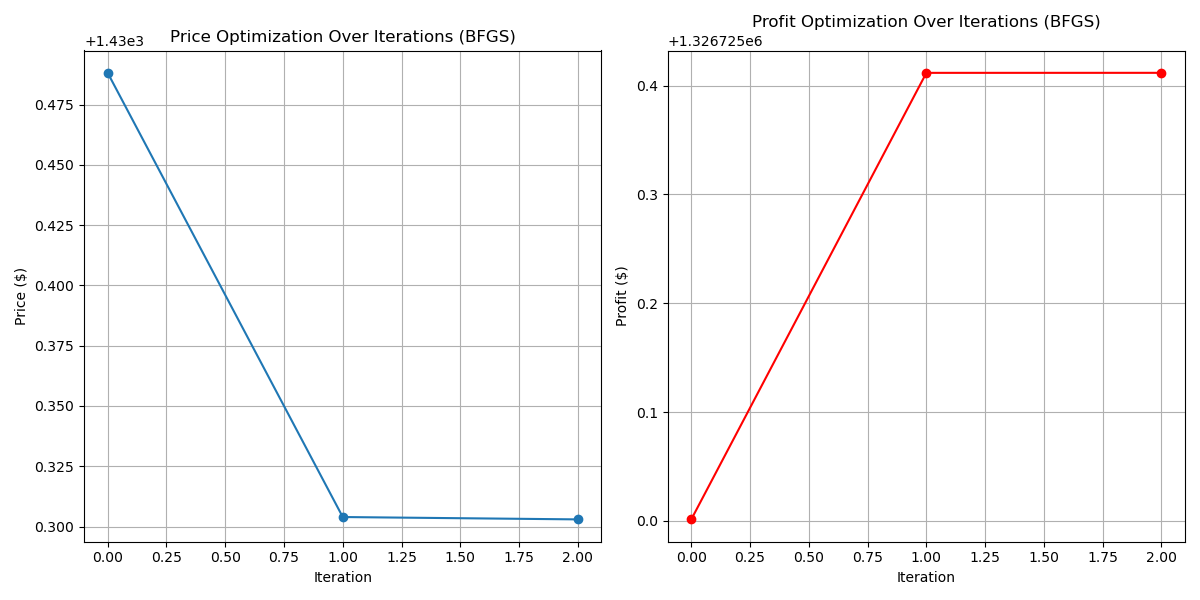 Price Optimization Over Iterations (BFGS)
+1.43e3
0.475
0.450
0.425
0.400
0.375
0.350
0.325
0.300
Price ($)
0.00 0.25 0.50 0.75 1.00 1.25 1.50 1.75 2.00
Iteration
Profit Optimization Over Iterations (BFGS)
+1.326725e6
0.4
0.3
0.2
0.1
0.0
Profit ($)
0.00 0.25 0.50 0.75 1.00 1.25 1.50 1.75 2.00
Iteration